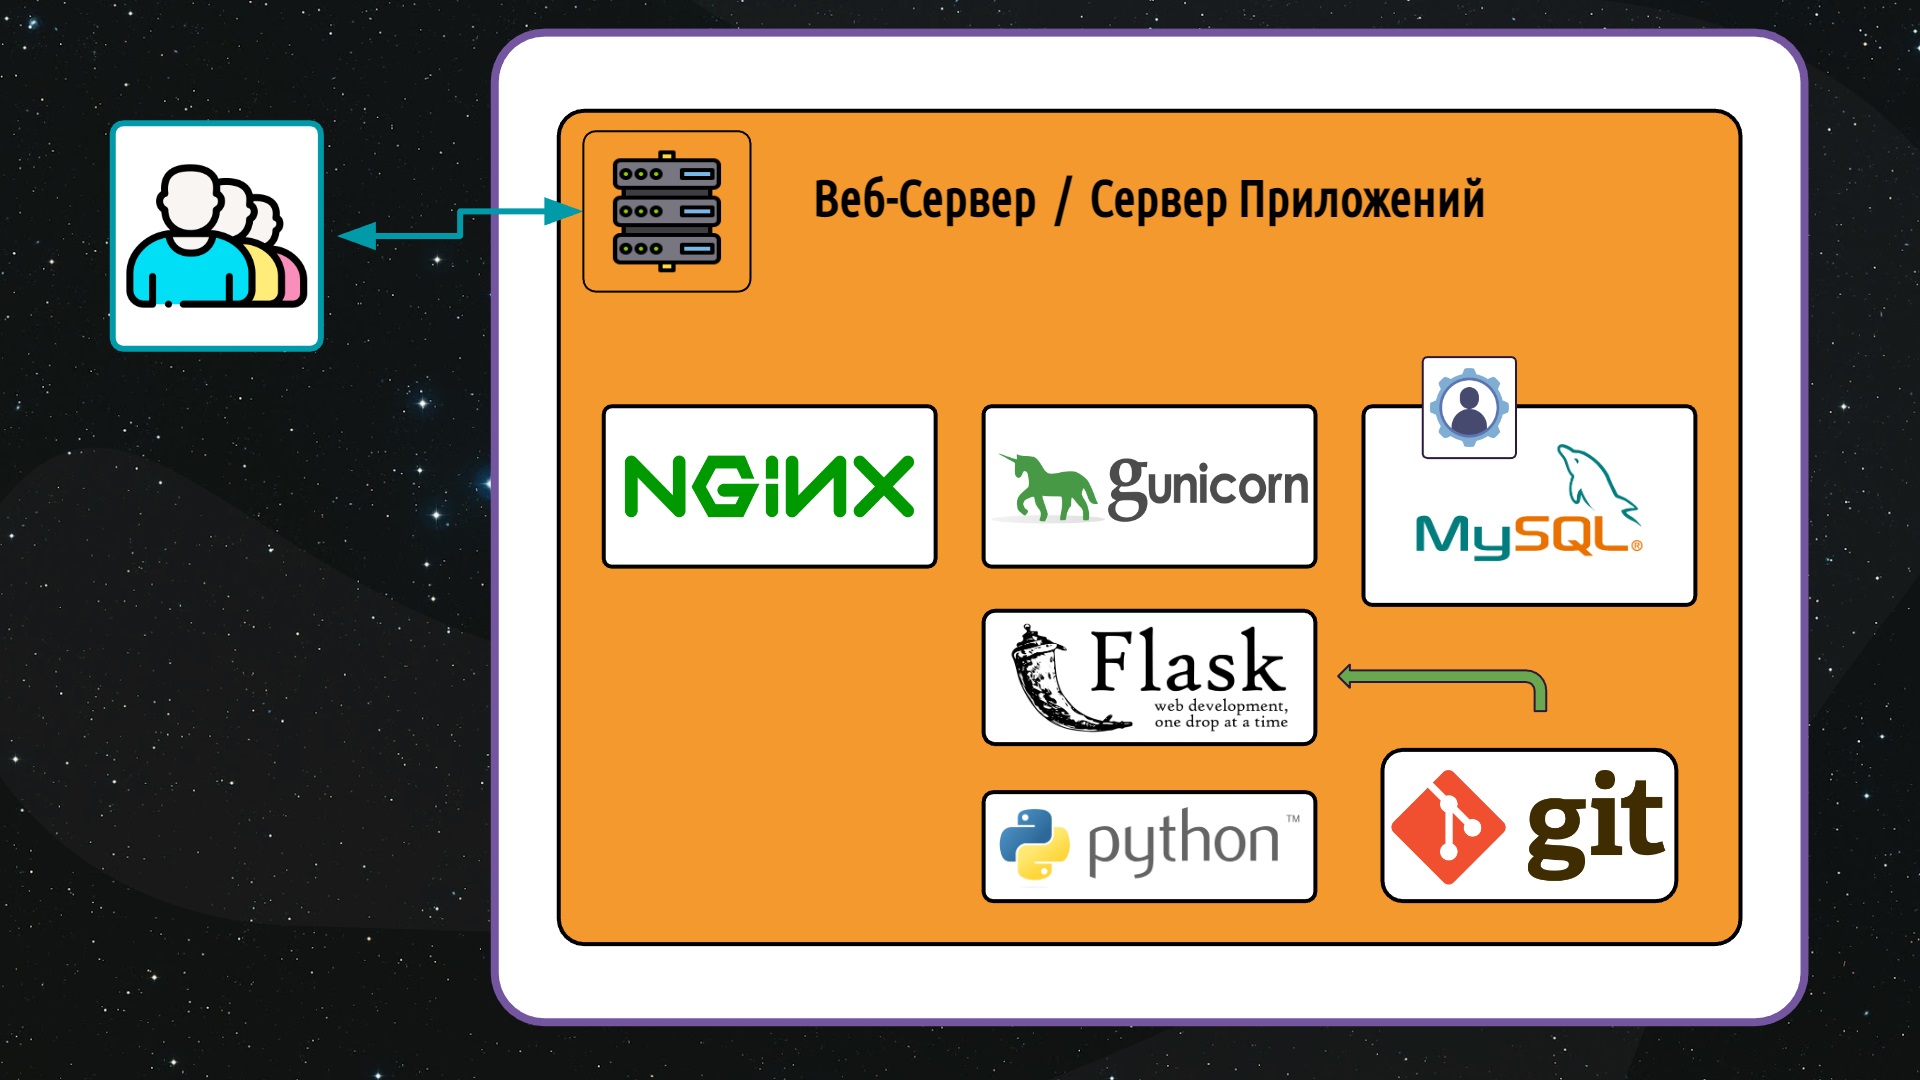 Веб-Сервер / Сервер Приложений
NGiNX
gunicorn
MySQL®
Flask
web development,
one drop at a time
python™
git